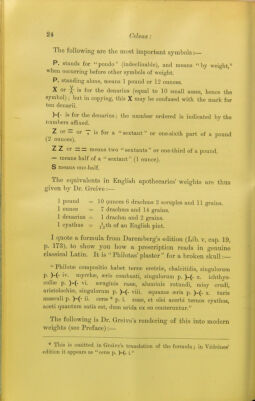 24 Celsus:
The following are the most important symbols:—
P. stands for "pondo" (indeclinable), and means "by weight,"
when occurring before other symbols of weight.
P. standing alone, means 1 pound or 12 ounces.
X or is for the denarius (equal to 10 small asses, hence the
symbol); but in copying, this X may be confused with the mark for
ten denarii.
)-(- is for the denarius; the number ordered is indicated by the
numbers affixed.
Z or = or is for a "sextant" or one-sixth part of a pound
(2 ounces).
Z Z or == means two "sextants" or one-third of a pound.
— means half of a "sextant" (1 ounce).
S means one-half.
The equivalents in English apothecaries' weights are thus
given by Dr. Greive:—
1 pound = 10 ounces 6 drachms 2 scruples and 11 grains.
1 ounce = 7 drachms and 14 grains.
1 denarius = 1 drachm and 2 grains.
1 cyathus = th of an English pint.
I quote a formula from Daremberg's edition (Lib. v. cap. 19,
p. 173), to show you how a prescription reads in genuine
classical Latin. It is "Philotas' plaster" for a broken skull:—
"Philotae compositio habet terrae eretriae, chalcitidis, singulorum
p. )-(- iv. myrrhae, aeris combusti, singulorum p. )-(- x. ichthyo-
collae p. )-(- vi. aeruginis rasae, aluminis rotundi, misy crudi,
aristolochiae, singulorum p. )-(- viii. squamae aeris p. )-(- x. turis
masculi p. )-(- ii. cerae * p. i. rosae, et olei acerbi ternos cyathos,
aceti quantum satis est, dum arida ex eo conteruntur."
The following is Dr. Greive's rendering of this into modern
weights (see Preface):—
* This is omitted in Greive's translation of the formula; in Védrènes'
edition it appears as "cera p. )-(- i."